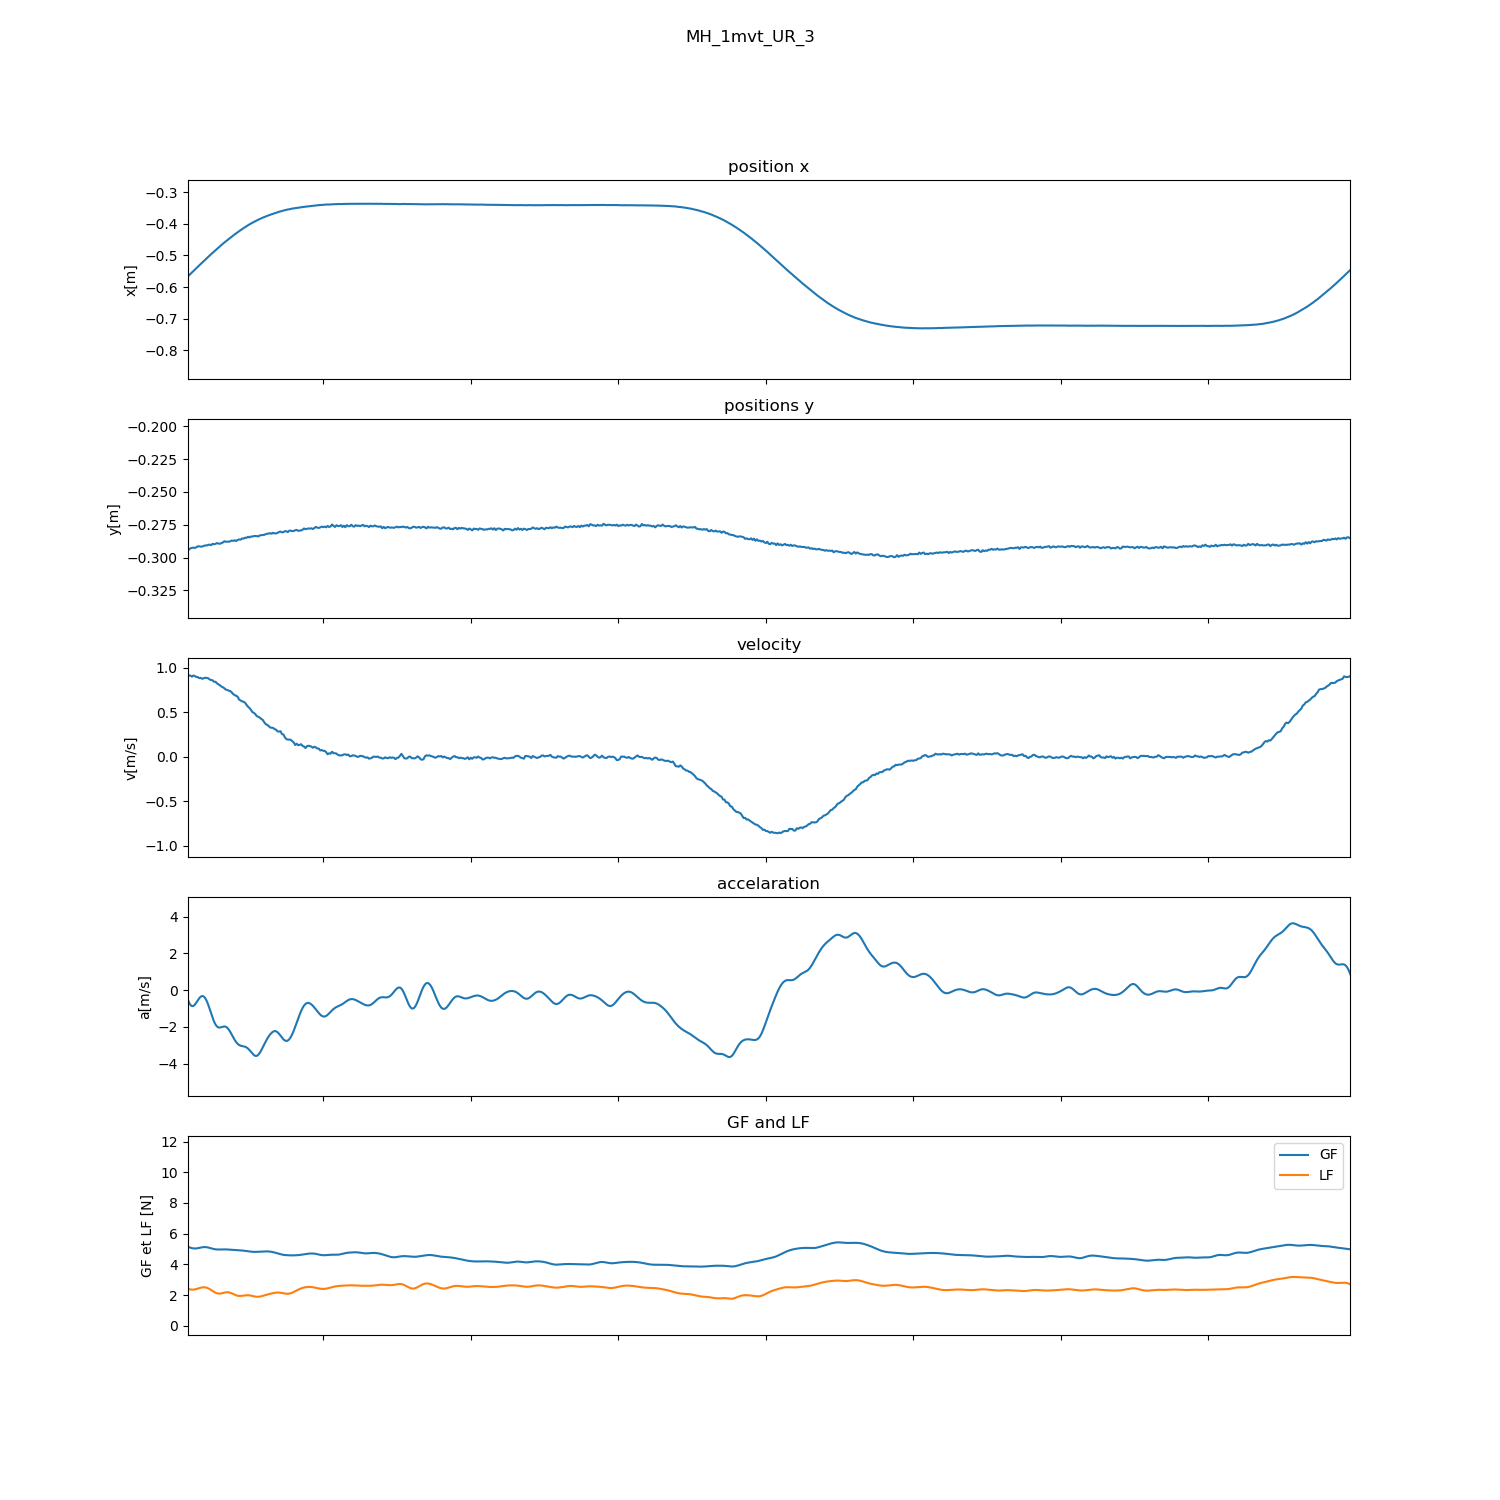 MH_1mvt_UR_3
position x
−0.3
−0.4
−0.5
−0.6
−0.7
−0.8
x[m]
positions y
−0.200
−0.225
−0.250
−0.275
−0.300
−0.325
y[m]
velocity
1.0
0.5
0.0
−0.5
−1.0
v[m/s]
accelaration
4
2
0
−2
−4
a[m/s]
GF and LF
12
10
8
6
4
2
0
GF et LF [N]
GF
LF